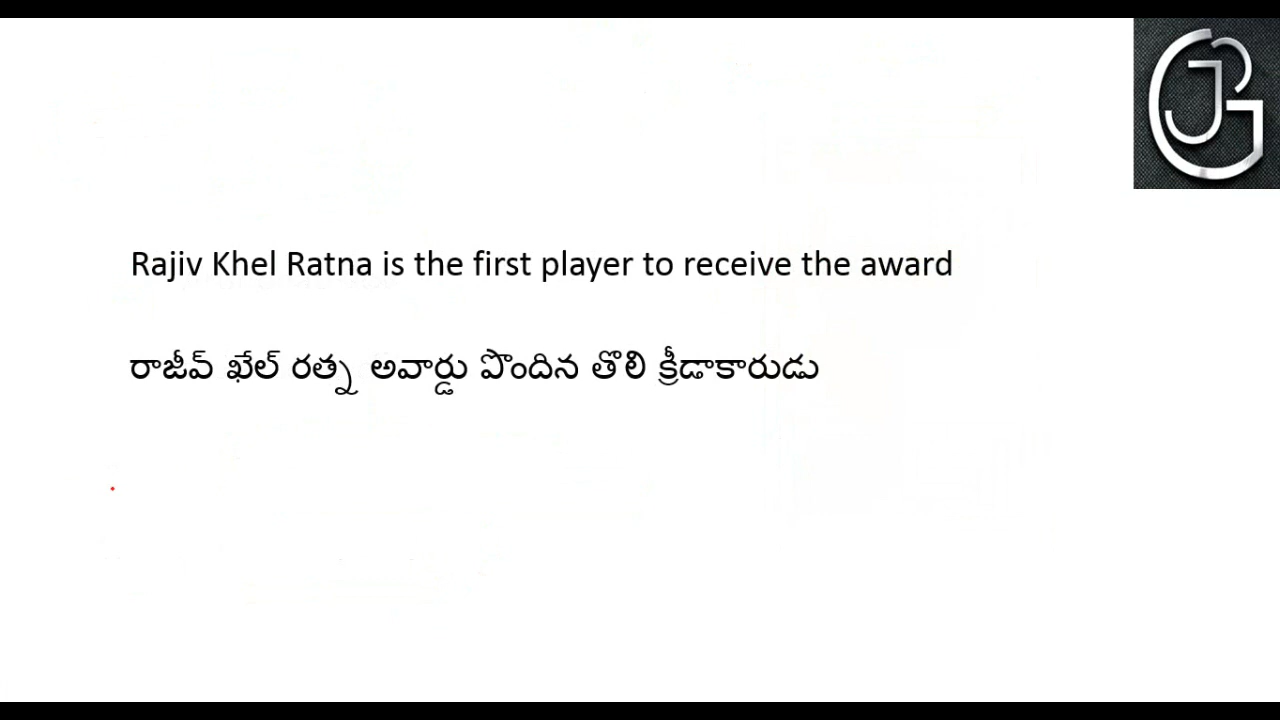 Rajiv Khel Ratna is the first player to receive the award
రాజీవ్ ఖేల్ రత్న అవార్డు పొందిన తొలి క్రీడాకారుడు